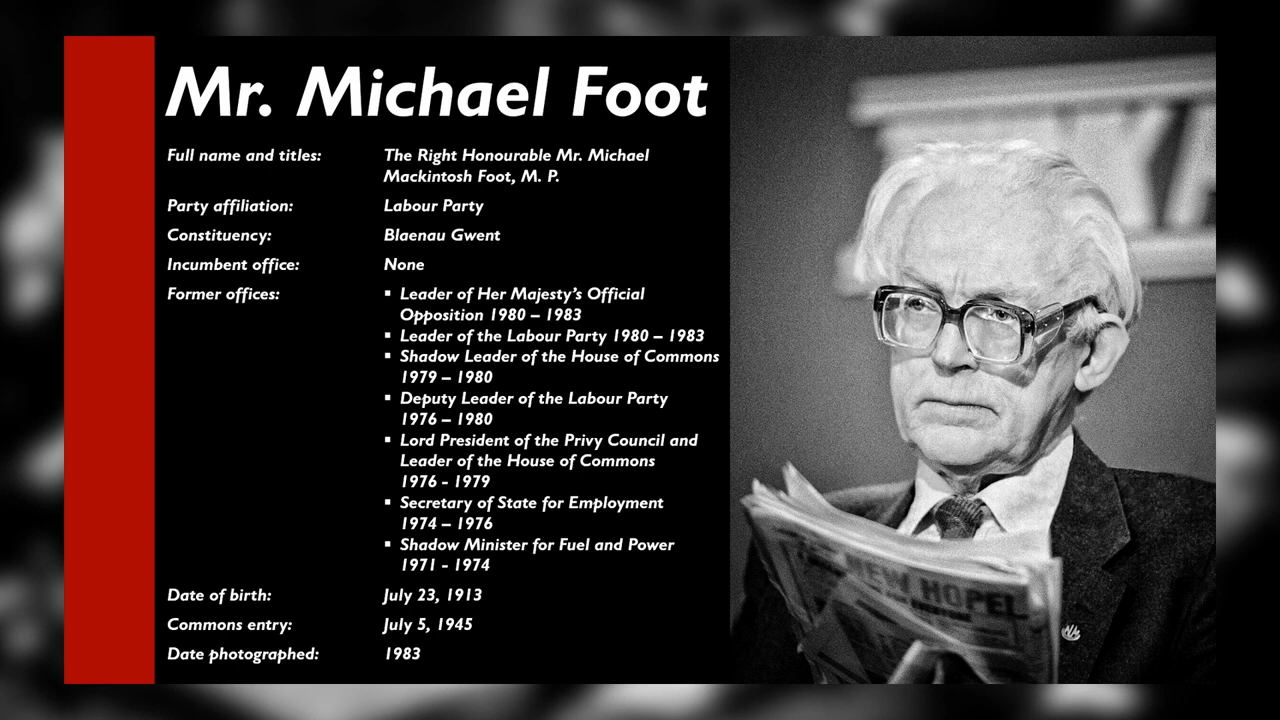 Mr. Michael Foot
Full name and titles:
The Right Honourable Mr. Michael
Mackintosh Foot, M. P.
Party affiliation:
Labour Party
Constituency:
Blaenau Gwent
Incumbent office:
None
Former offices:
▪ Leader of Her Majesty's Official
Opposition 1980 – 1983
▪ Leader of the Labour Party 1980 – 1983
▪ Shadow Leader of the House of Commons
1979 – 1980
▪ Deputy Leader of the Labour Party
1976 – 1980
▪ Lord President of the Privy Council and
Leader of the House of Commons
1976 - 1979
▪ Secretary of State for Employment
1974 – 1976
▪ Shadow Minister for Fuel and Power
1971 - 1974
Date of birth:
July 23, 1913
Commons entry:
July 5, 1945
Date photographed:
1983
NEW HOPE